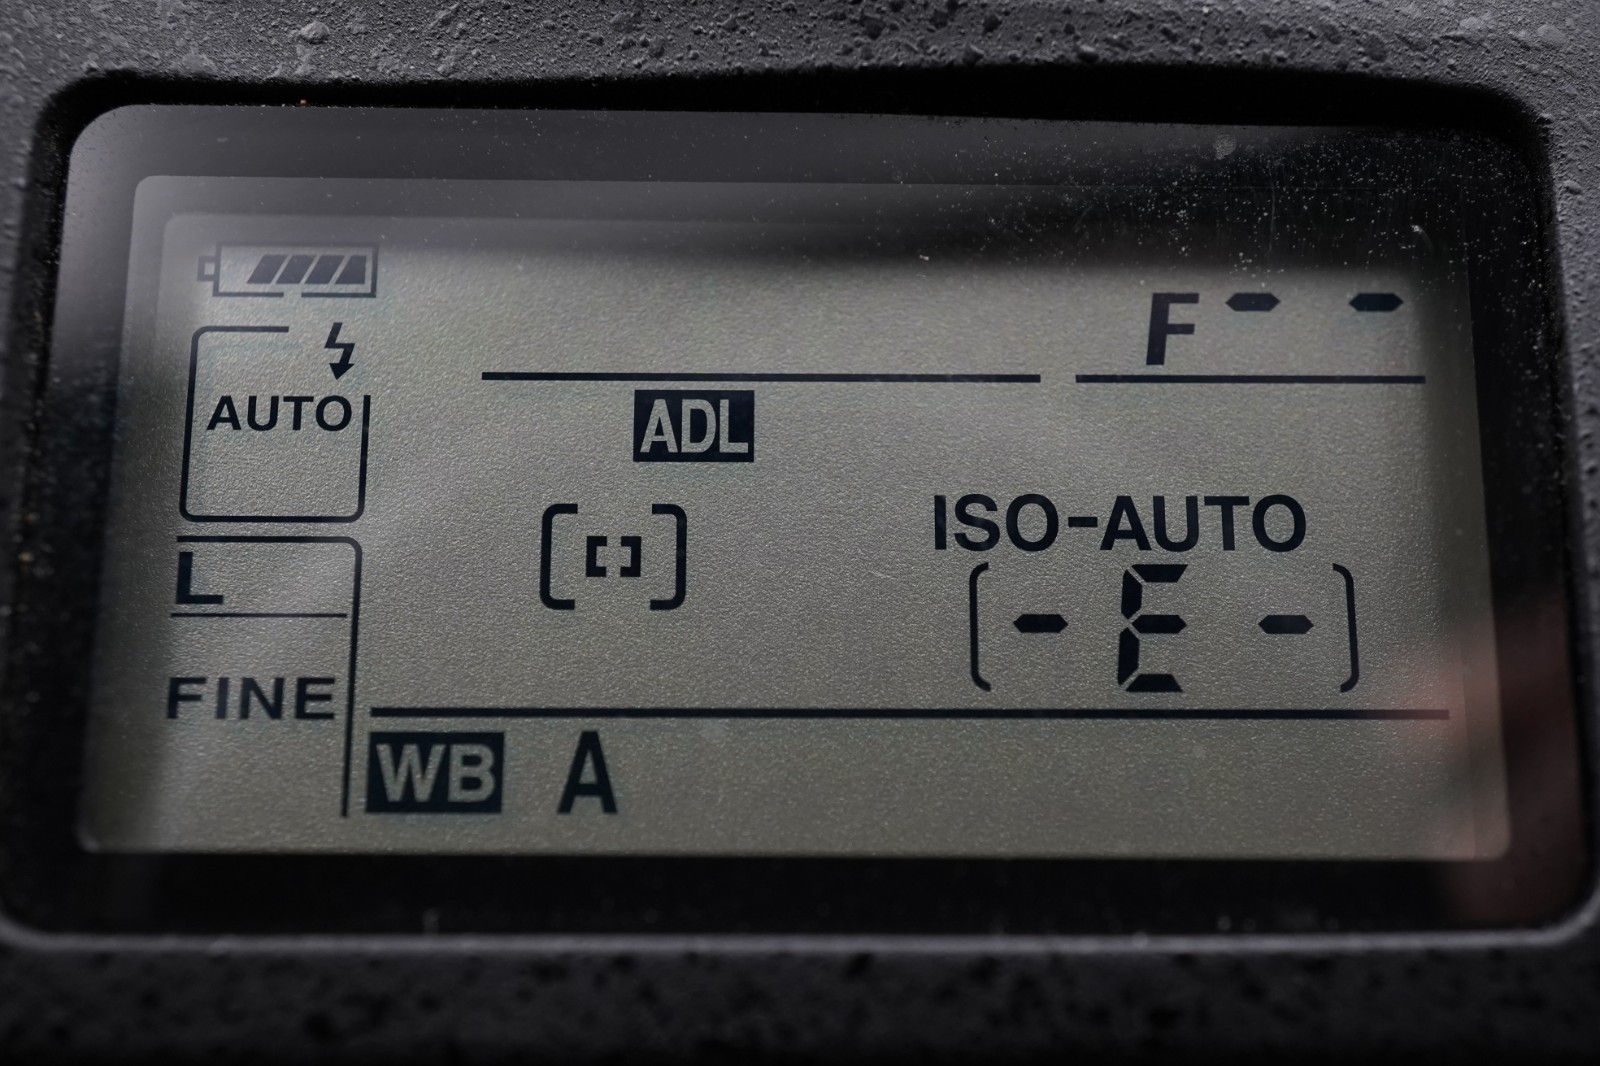 F- -
AUTO
ADL
ISO-AUTO
L
[-E-]
FINE
WB A